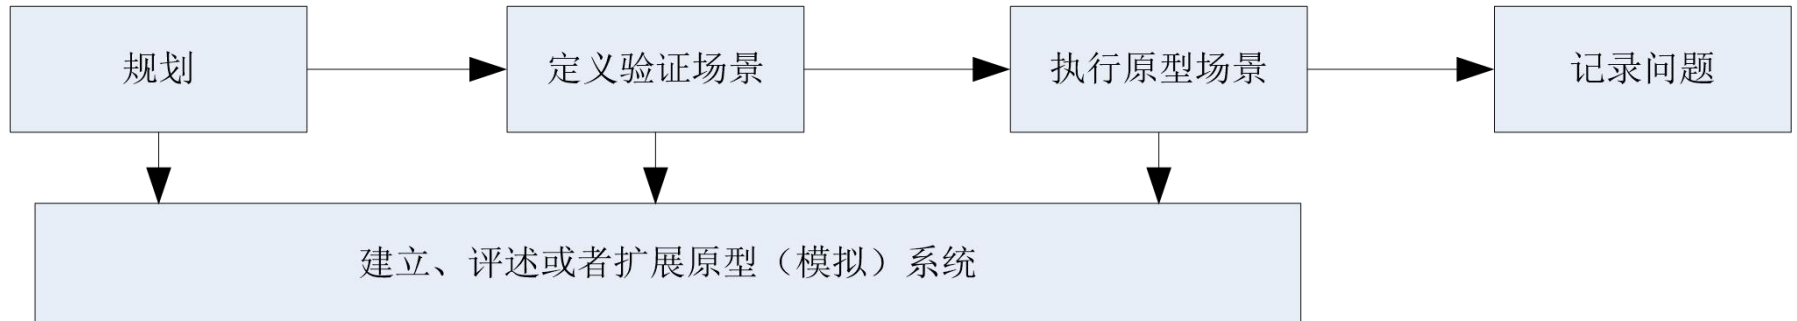 规划
定义验证场景
执行原型场景
记录问题
建立、评述或者扩展原型（模拟）系统